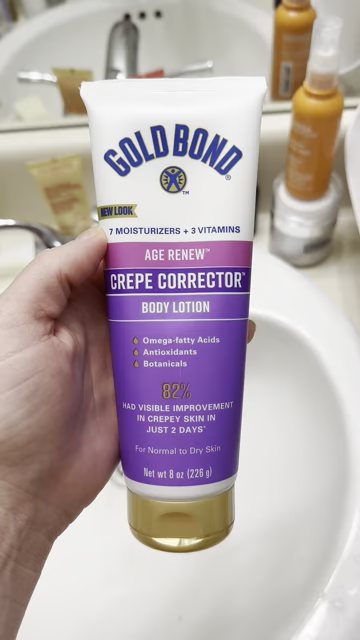 GOLD BOND®
™
NEW LOOK
7 MOISTURIZERS + 3 VITAMINS
AGE RENEW™
CREPE CORRECTOR™
BODY LOTION
Omega-fatty Acids
Antioxidants
Botanicals
82%
HAD VISIBLE IMPROVEMENT
IN CREPEY SKIN IN
JUST 2 DAYS*
For Normal to Dry Skin
Net wt 8 oz (226 g)